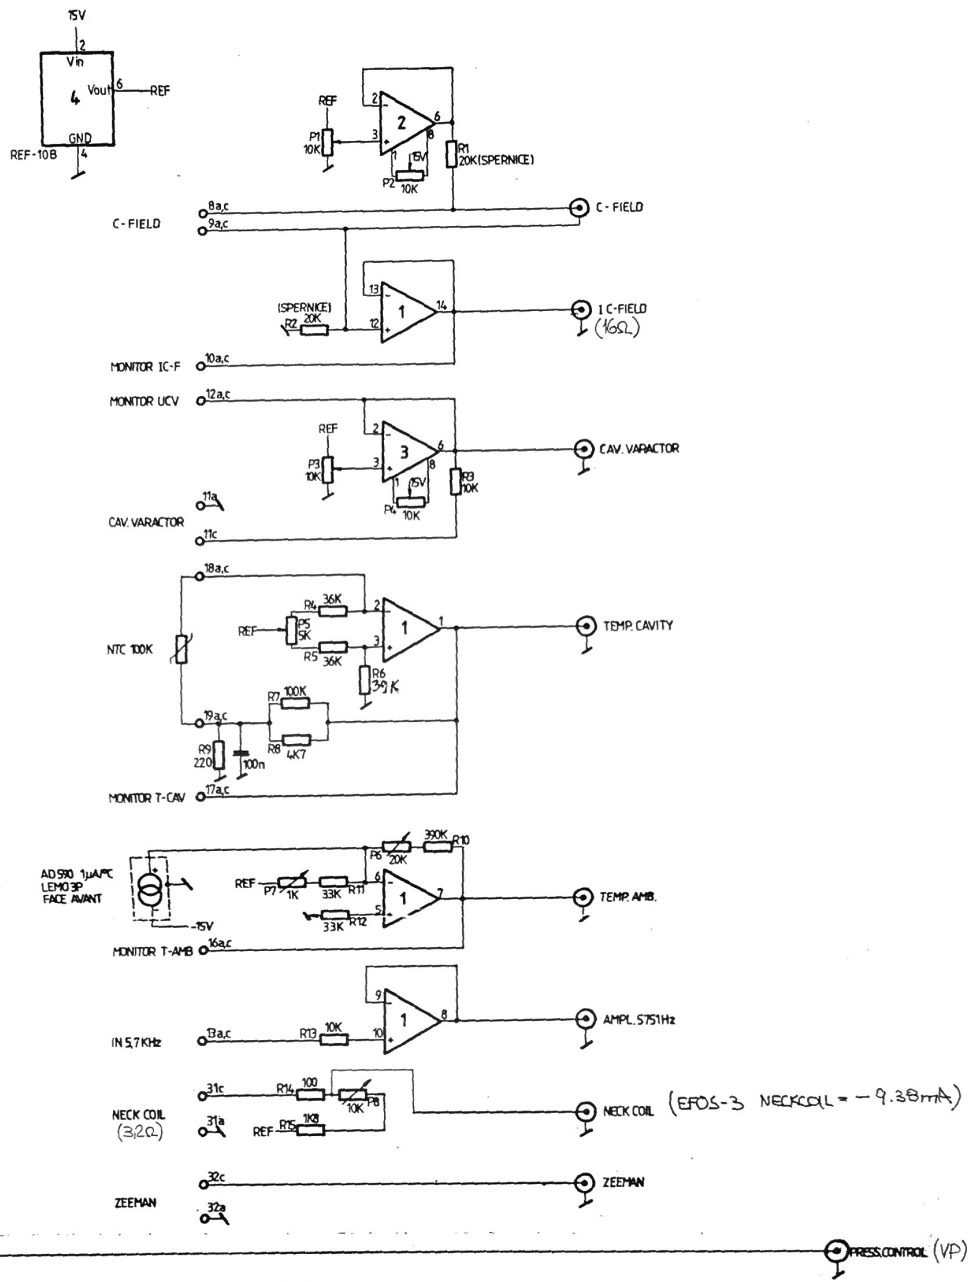 15V
2
Vin
4
Vout
6
REF
GND
REF-10B
4
REF
P1
10K
2
-
3
+
2
6
1
8
15V
P2
10K
R1
20K(SPERNICE)
C-FIELD
8a,c
9a,c
C-FIELD
(SPERNICE)
R2
20K
13
-
12
+
1
14
I C-FIELD
(16Ω)
MONITOR IC-F
10a,c
MONITOR UCV
12a,c
REF
P3
10K
2
-
3
+
3
6
1
8
15V
P4
10K
R3
10K
CAV. VARACTOR
11a
CAV. VARACTOR
11c
18a,c
NTC 100K
REF
P5
5K
R4
36K
R5
36K
2
-
3
+
1
1
R6
39K
TEMP. CAVITY
19a,c
R9
220
100n
R7
100K
R8
4K7
MONITOR T-CAV
17a,c
AD590 1µA/°C
LEMO 3P
FACE AVANT
+
-
-15V
P6
20K
390K
R10
REF
P7
1K
33K
R11
33K
R12
6
-
5
+
1
7
TEMP. AMB.
MONITOR T-AMB
16a,c
9
-
10
+
1
8
AMPL. 5751Hz
IN 5,7 KHz
13a,c
R13
10K
NECK COIL
(3,2Ω)
31c
31a
R14
100
10K
P8
REF
R15
1K8
NECK COIL
(EFOS-3 NECKCOIL = -9.38mA)
ZEEMAN
32c
32a
ZEEMAN
PRESS.CONTROL (VP)